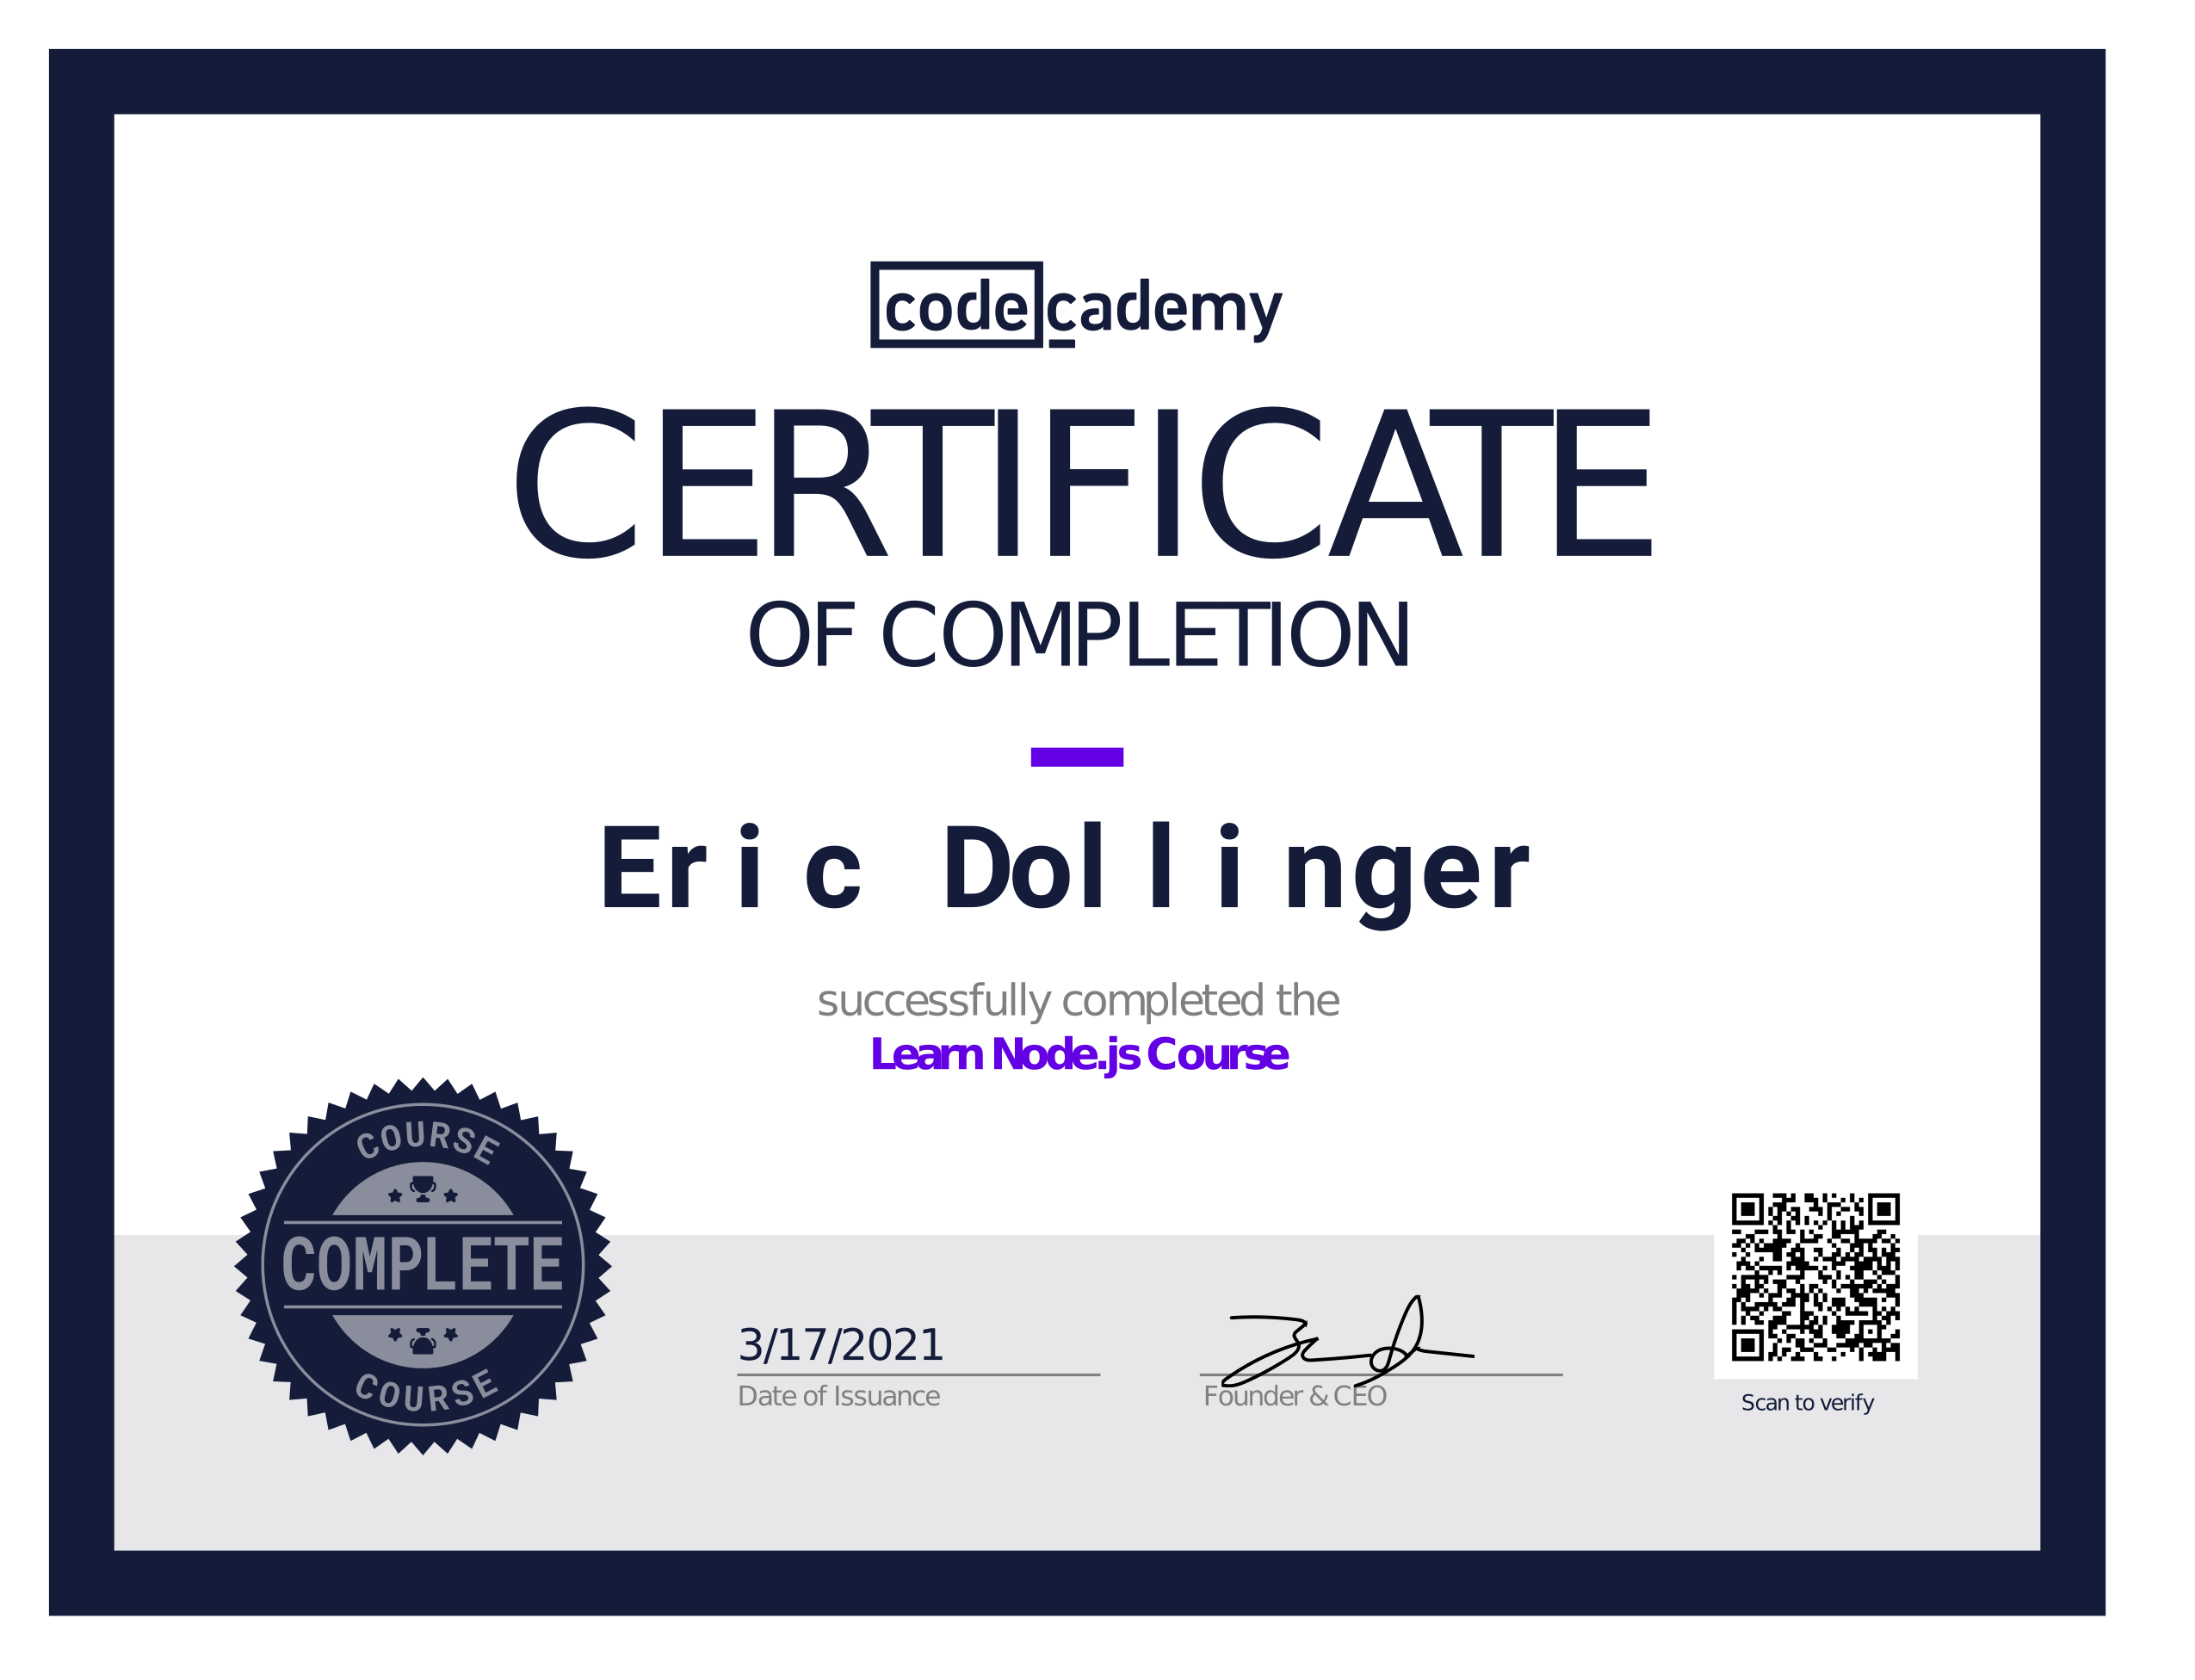 codecademy
CERTIFICATE
OF COMPLETION
Eric Dollinger
successfully completed the
Learn Node.js Course
COURSE
COMPLETE
COURSE
3/17/2021
Date of Issuance
Founder & CEO
Scan to verify